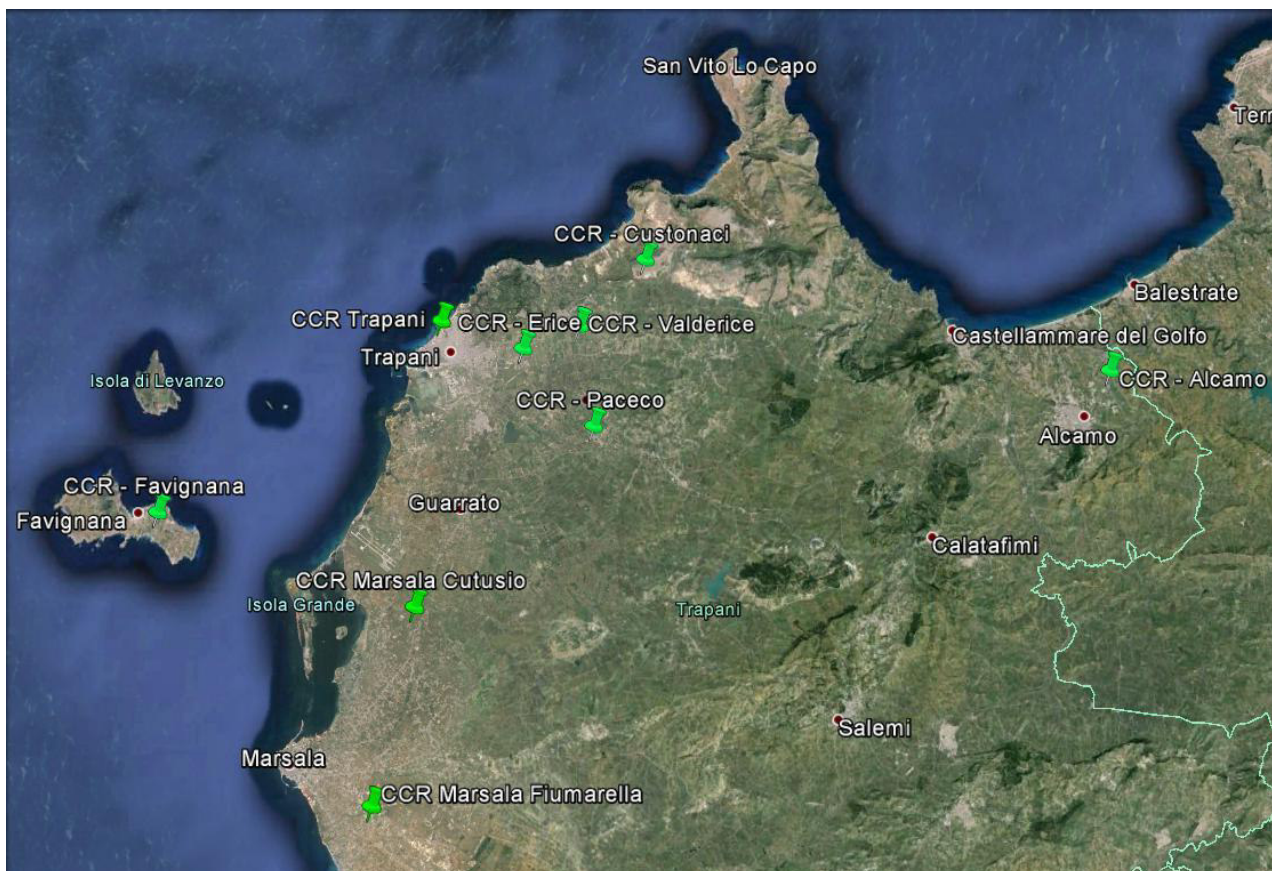 San Vito Lo Capo
Terr
CCR - Custonaci
Balestrate
CCR Trapani
CCR - Erice
CCR - Valderice
Castellammare del Golfo
Trapani
Isola di Levanzo
CCR - Alcamo
CCR - Paceco
Alcamo
CCR - Favignana
Guarrato
Favignana
Calatafimi
CCR Marsala Cutusio
Isola Grande
Trapani
Salemi
Marsala
CCR Marsala Fiumarella